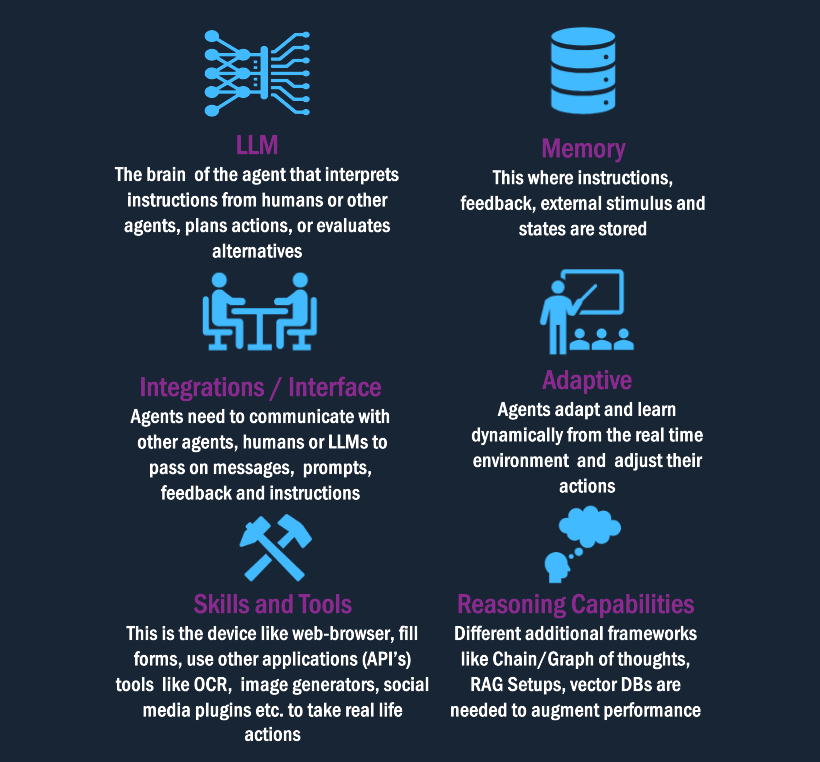 LLM
The brain of the agent that interprets
instructions from humans or other
agents, plans actions, or evaluates
alternatives
Memory
This where instructions,
feedback, external stimulus and
states are stored
Integrations / Interface
Agents need to communicate with
other agents, humans or LLMs to
pass on messages, prompts,
feedback and instructions
Adaptive
Agents adapt and learn
dynamically from the real time
environment and adjust their
actions
Skills and Tools
This is the device like web-browser, fill
forms, use other applications (API's)
tools like OCR, image generators, social
media plugins etc. to take real life
actions
Reasoning Capabilities
Different additional frameworks
like Chain/Graph of thoughts,
RAG Setups, vector DBs are
needed to augment performance